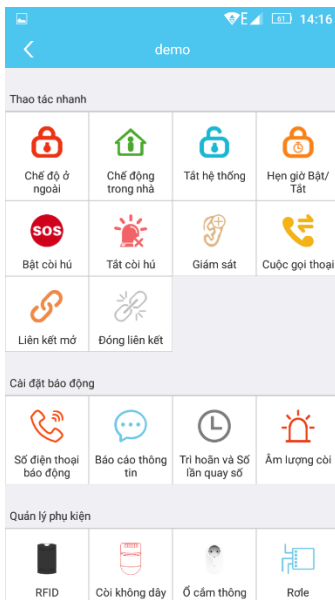 E 61 14:16
demo
Thao tác nhanh
Chế độ ở
ngoài
Chế động
trong nhà
Tắt hệ thống
Hẹn giờ Bật/
Tắt
SOS
Bật còi hú
Tắt còi hú
Giám sát
Cuộc gọi thoại
Liên kết mở
Đóng liên kết
Cài đặt báo động
Số điện thoại
báo động
Báo cáo thông
tin
Trì hoãn và Số
lần quay số
Âm lượng còi
Quản lý phụ kiện
RFID
Còi không dây
Ổ cắm thông
Rơle